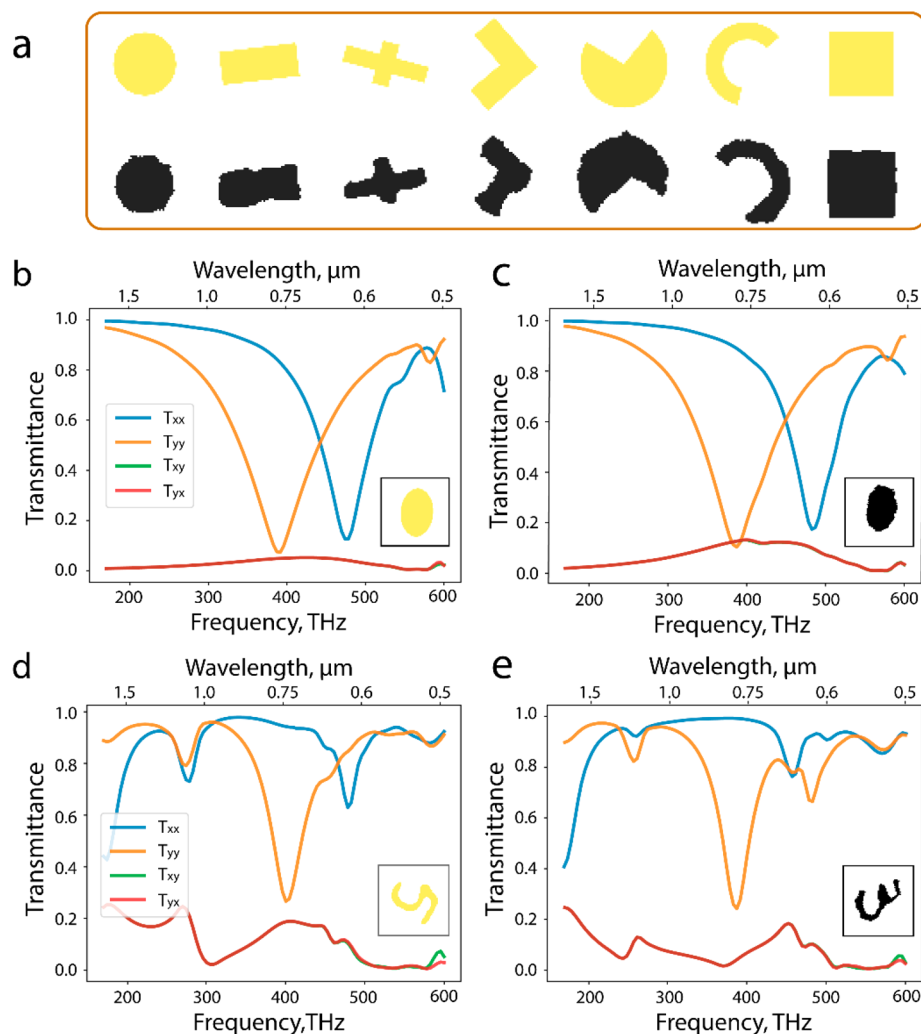 a
b
Wavelength, μm
1.5 1.0 0.75 0.6 0.5
Transmittance
1.0
0.8
0.6
0.4
0.2
0.0
Txx
Tyy
Txy
Tyx
200 300 400 500 600
Frequency, THz
c
Wavelength, μm
1.5 1.0 0.75 0.6 0.5
Transmittance
1.0
0.8
0.6
0.4
0.2
0.0
200 300 400 500 600
Frequency, THz
d
Wavelength, μm
1.5 1.0 0.75 0.6 0.5
Transmittance
1.0
0.8
0.6
0.4
0.2
0.0
Txx
Tyy
Txy
Tyx
200 300 400 500 600
Frequency,THz
e
Wavelength, μm
1.5 1.0 0.75 0.6 0.5
Transmittance
1.0
0.8
0.6
0.4
0.2
0.0
200 300 400 500 600
Frequency, THz